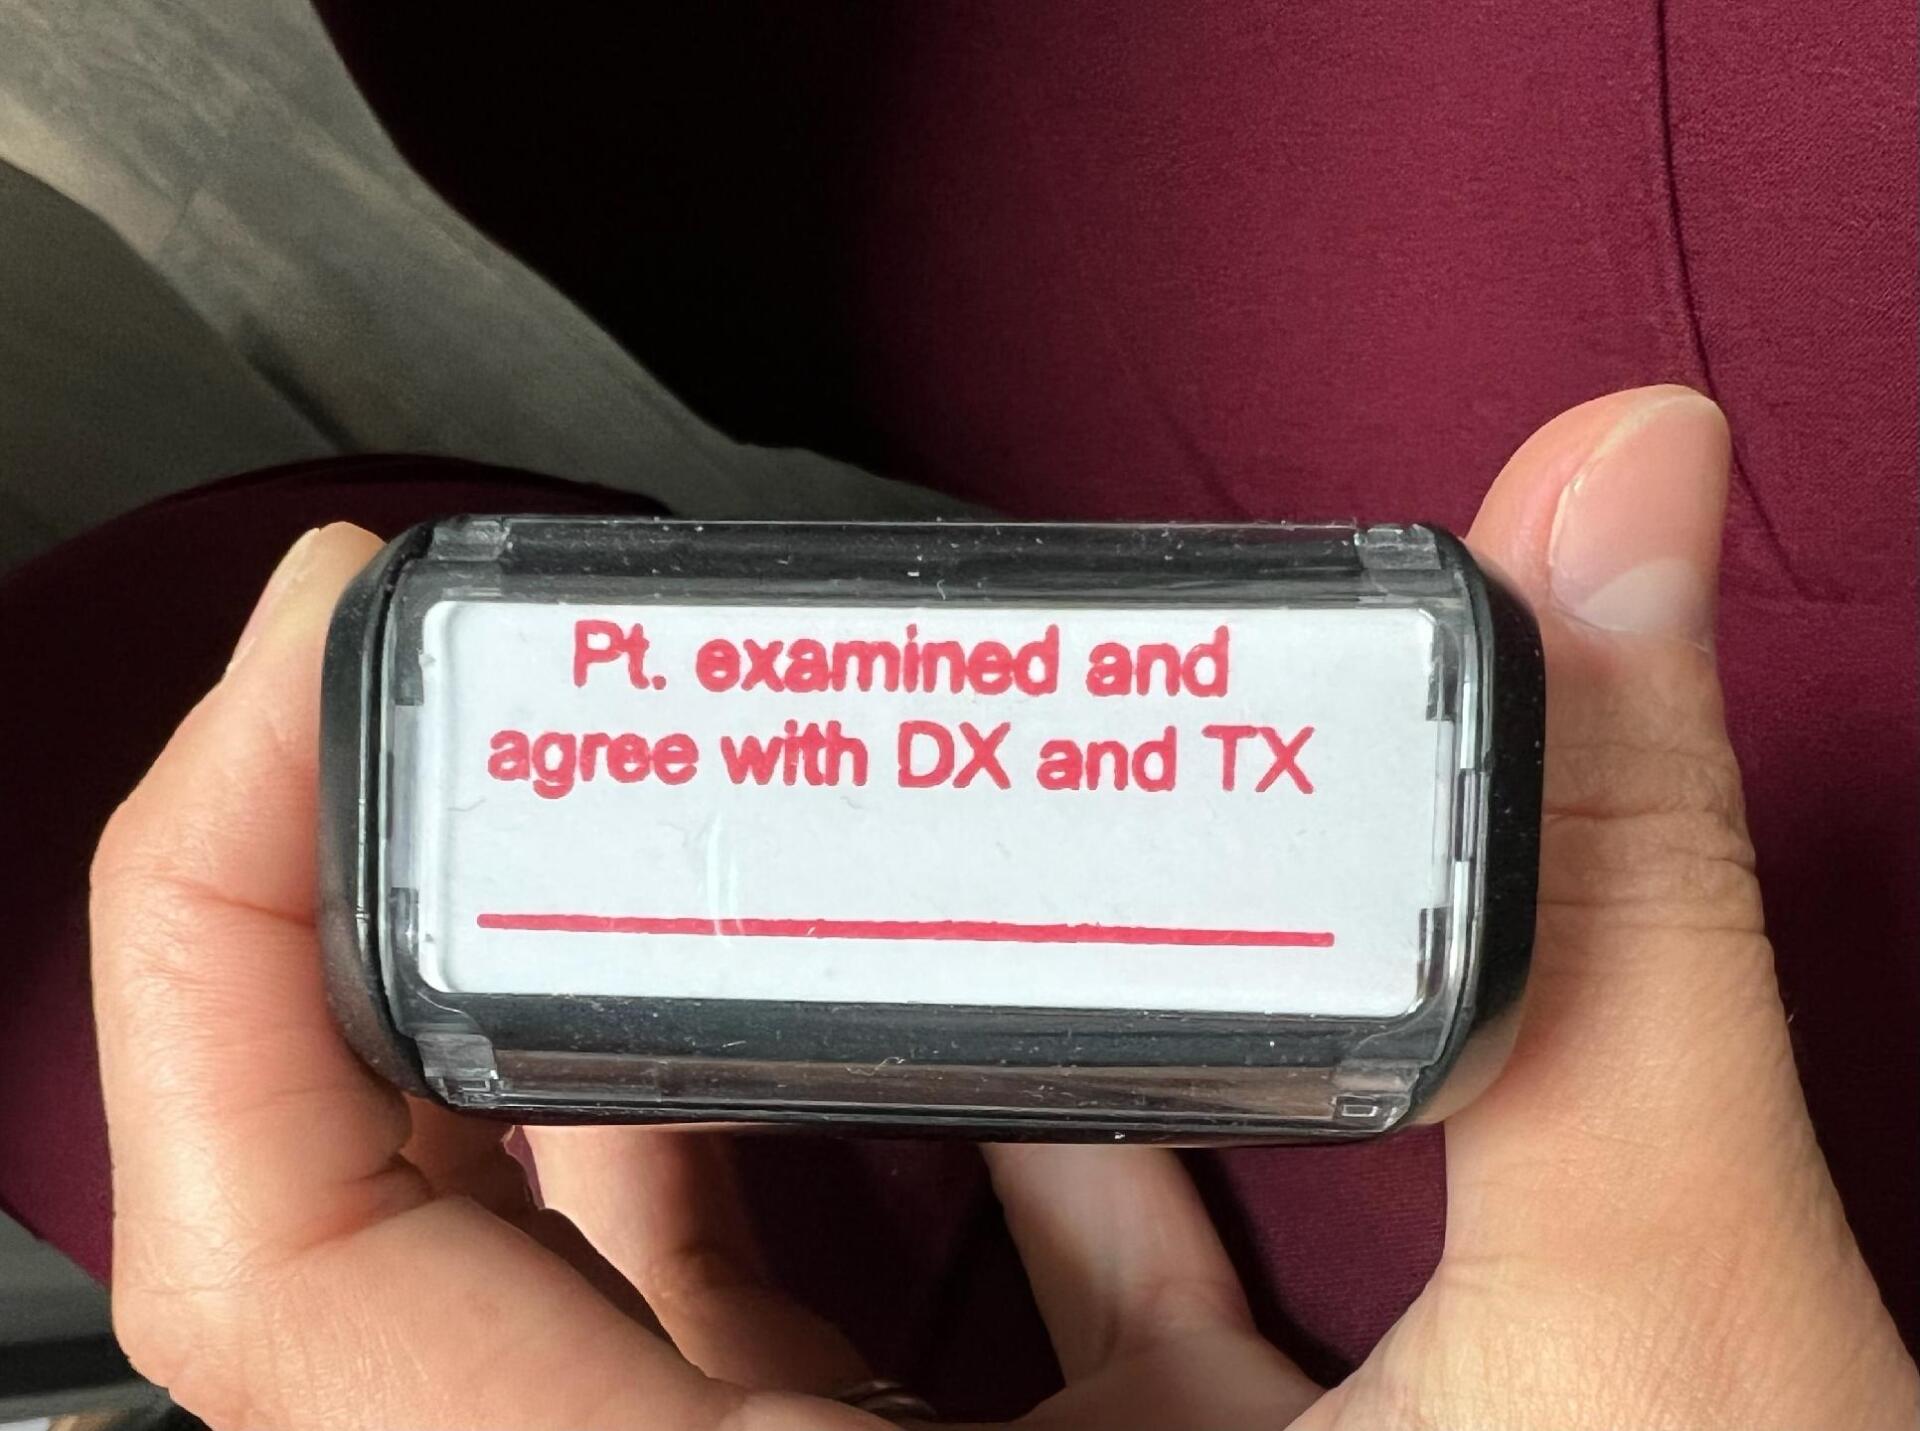 Pt. examined and
agree with DX and TX